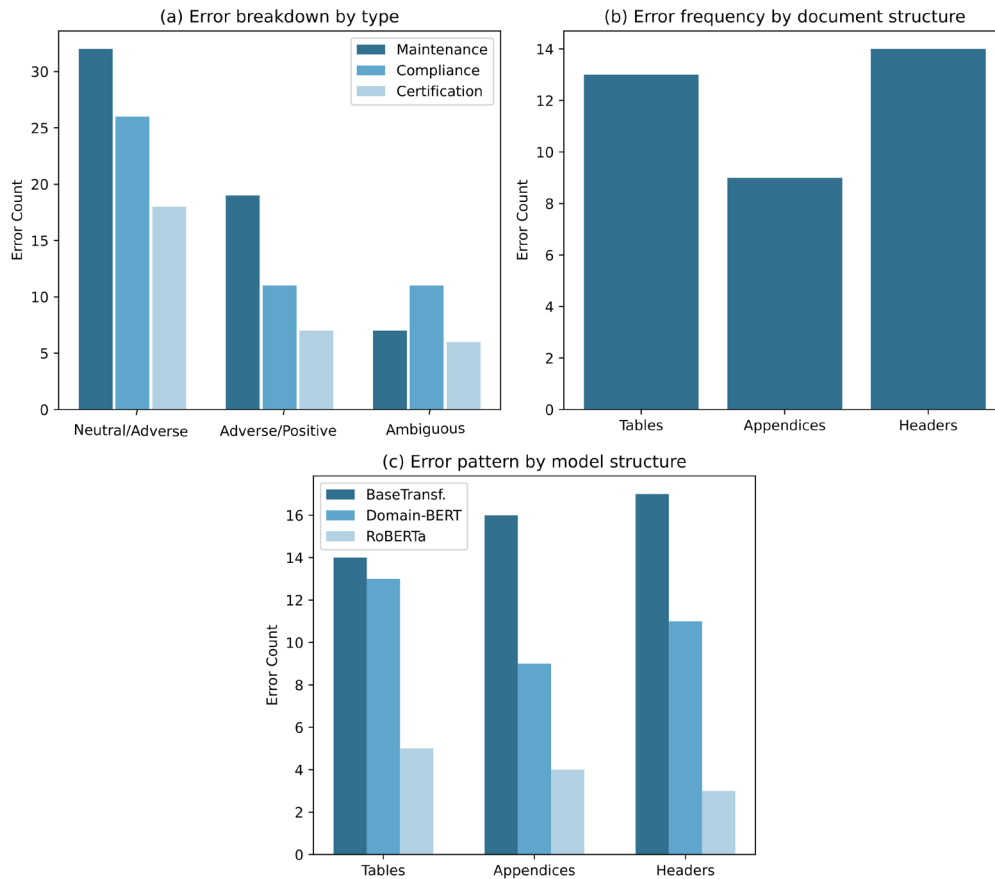 (a) Error breakdown by type
Maintenance
Compliance
Certification
Error Count
30
25
20
15
10
5
0
Neutral/Adverse
Adverse/Positive
Ambiguous
(b) Error frequency by document structure
Error Count
14
12
10
8
6
4
2
0
Tables
Appendices
Headers
(c) Error pattern by model structure
BaseTransf.
Domain-BERT
RoBERTa
Error Count
16
14
12
10
8
6
4
2
0
Tables
Appendices
Headers